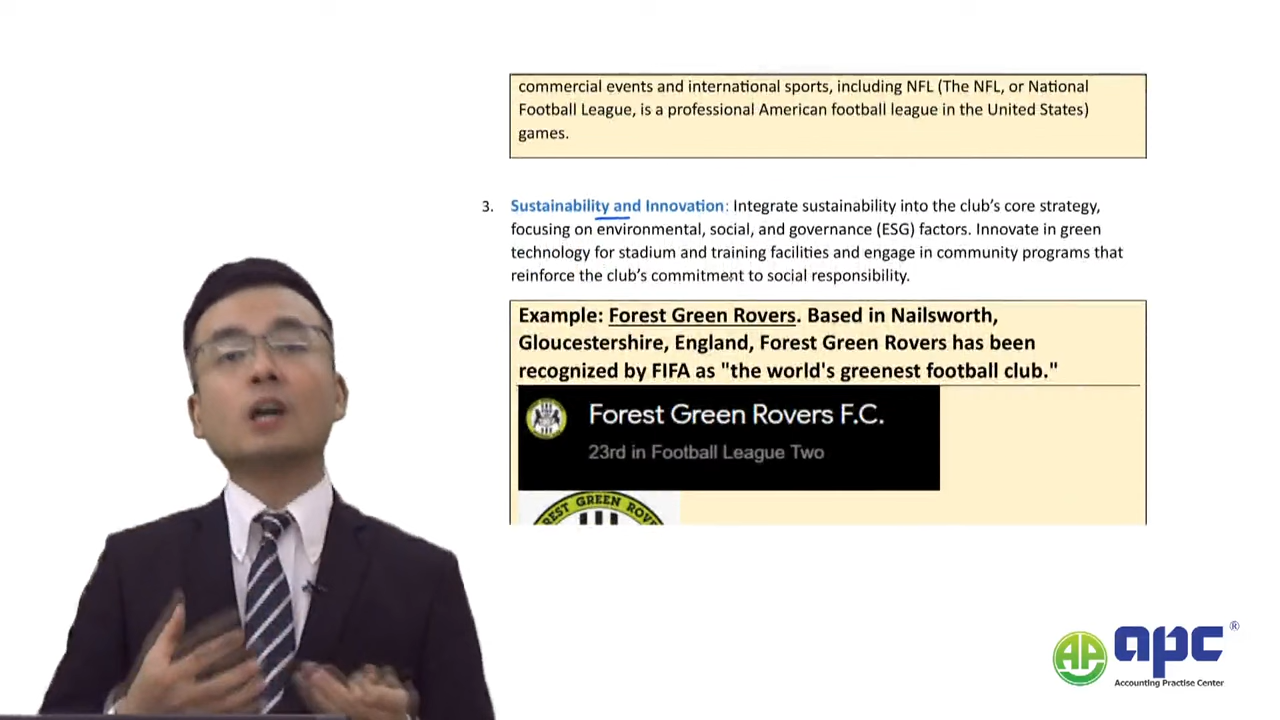 commercial events and international sports, including NFL (The NFL, or National
Football League, is a professional American football league in the United States)
games.
3. Sustainability and Innovation: Integrate sustainability into the club's core strategy,
focusing on environmental, social, and governance (ESG) factors. Innovate in green
technology for stadium and training facilities and engage in community programs that
reinforce the club's commitment to social responsibility.
Example: Forest Green Rovers. Based in Nailsworth,
Gloucestershire, England, Forest Green Rovers has been
recognized by FIFA as "the world's greenest football club."
Forest Green Rovers F.C.
23rd in Football League Two
FOREST GREEN ROVE
AP apc®
Accounting Practise Center